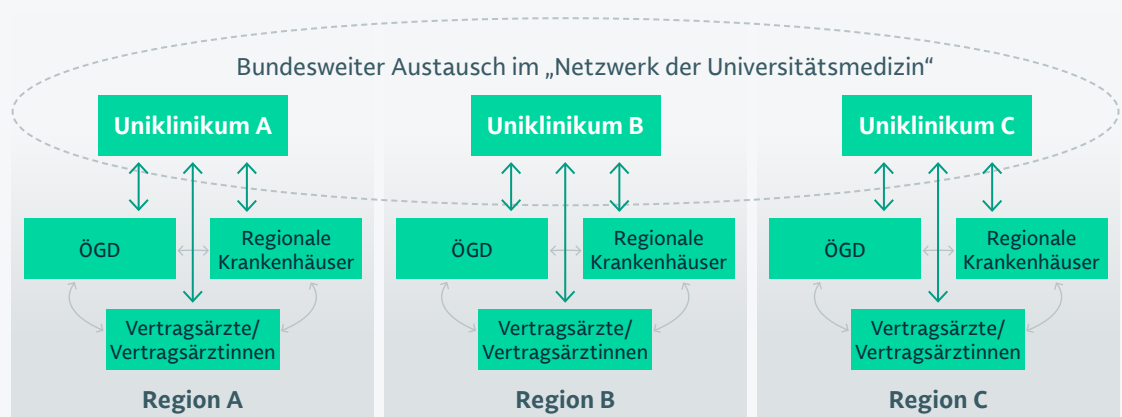 Bundesweiter Austausch im „Netzwerk der Universitätsmedizin“
Uniklinikum A
Uniklinikum B
Uniklinikum C
ÖGD
Regionale
Krankenhäuser
ÖGD
Regionale
Krankenhäuser
ÖGD
Regionale
Krankenhäuser
Vertragsärzte/
Vertragsärztinnen
Vertragsärzte/
Vertragsärztinnen
Vertragsärzte/
Vertragsärztinnen
Region A
Region B
Region C